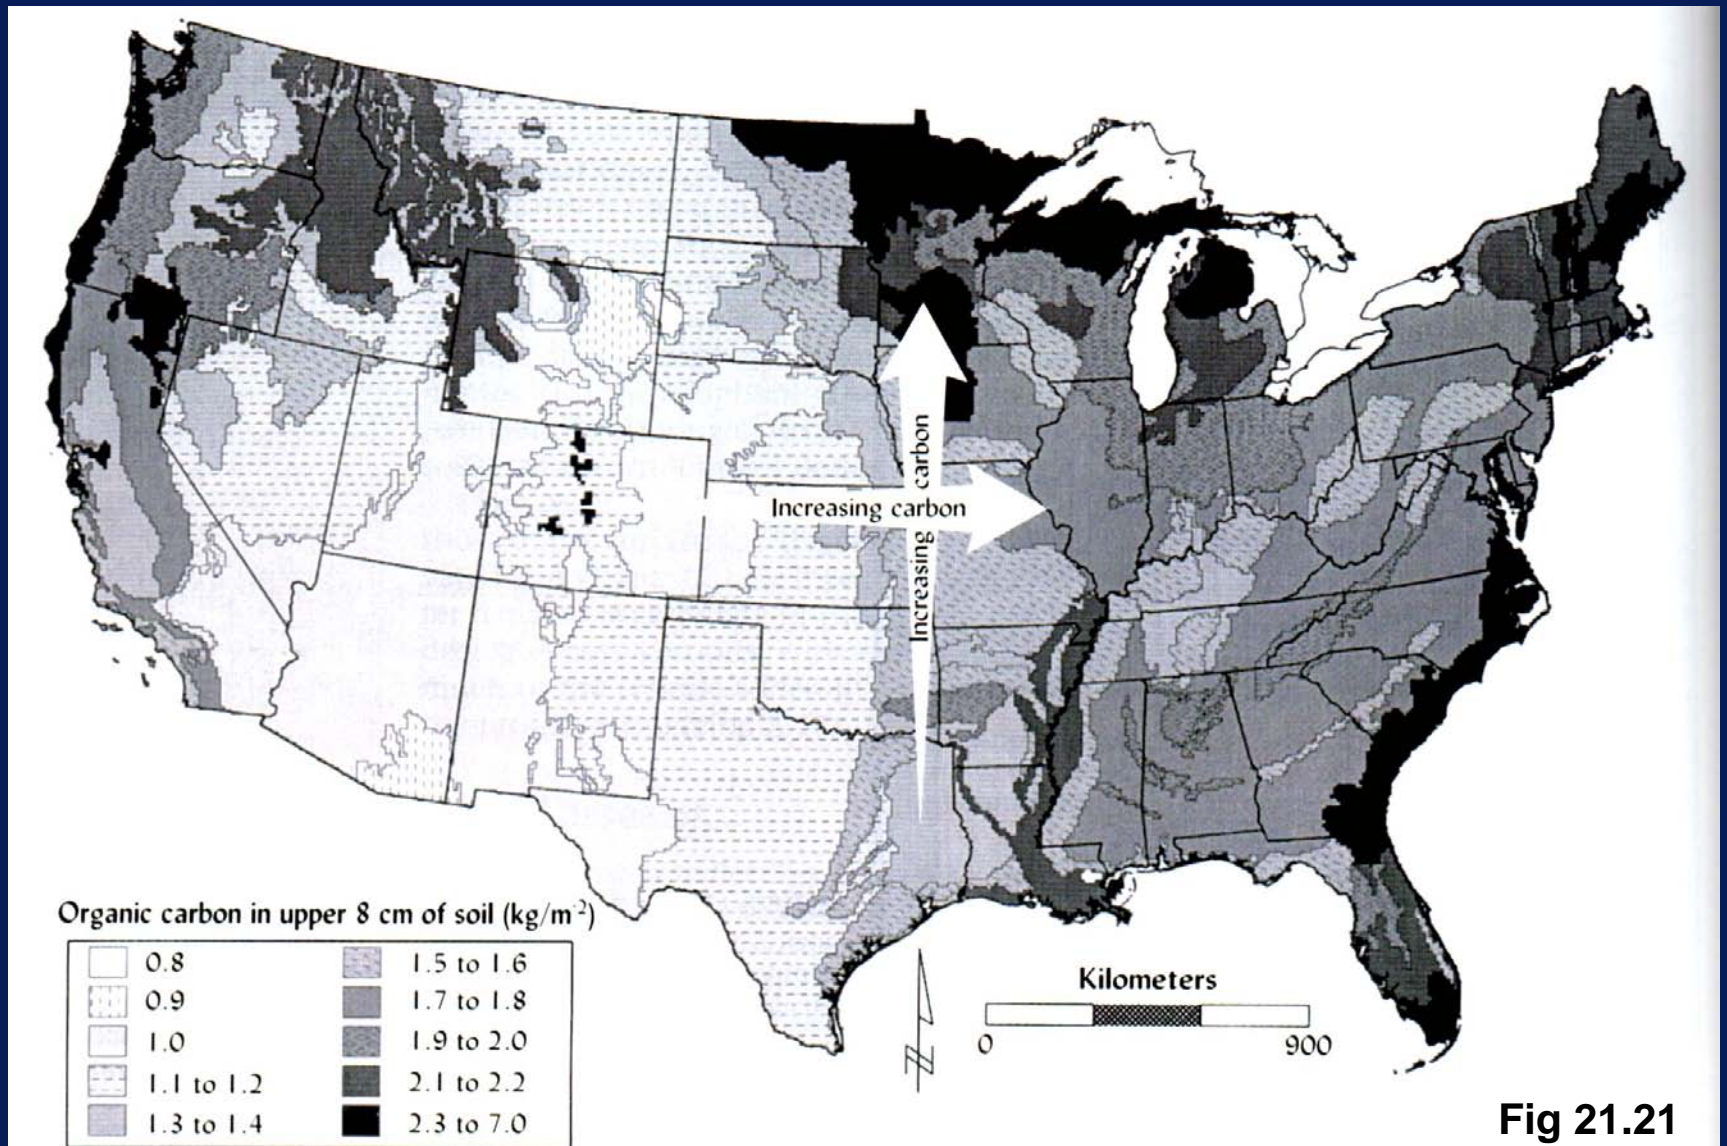 Increasing carbon
Increasing carbon
Organic carbon in upper 8 cm of soil (kg/m⁻²)
0.8
0.9
1.0
1.1 to 1.2
1.3 to 1.4
1.5 to 1.6
1.7 to 1.8
1.9 to 2.0
2.1 to 2.2
2.3 to 7.0
N
Kilometers
0 900
Fig 21.21